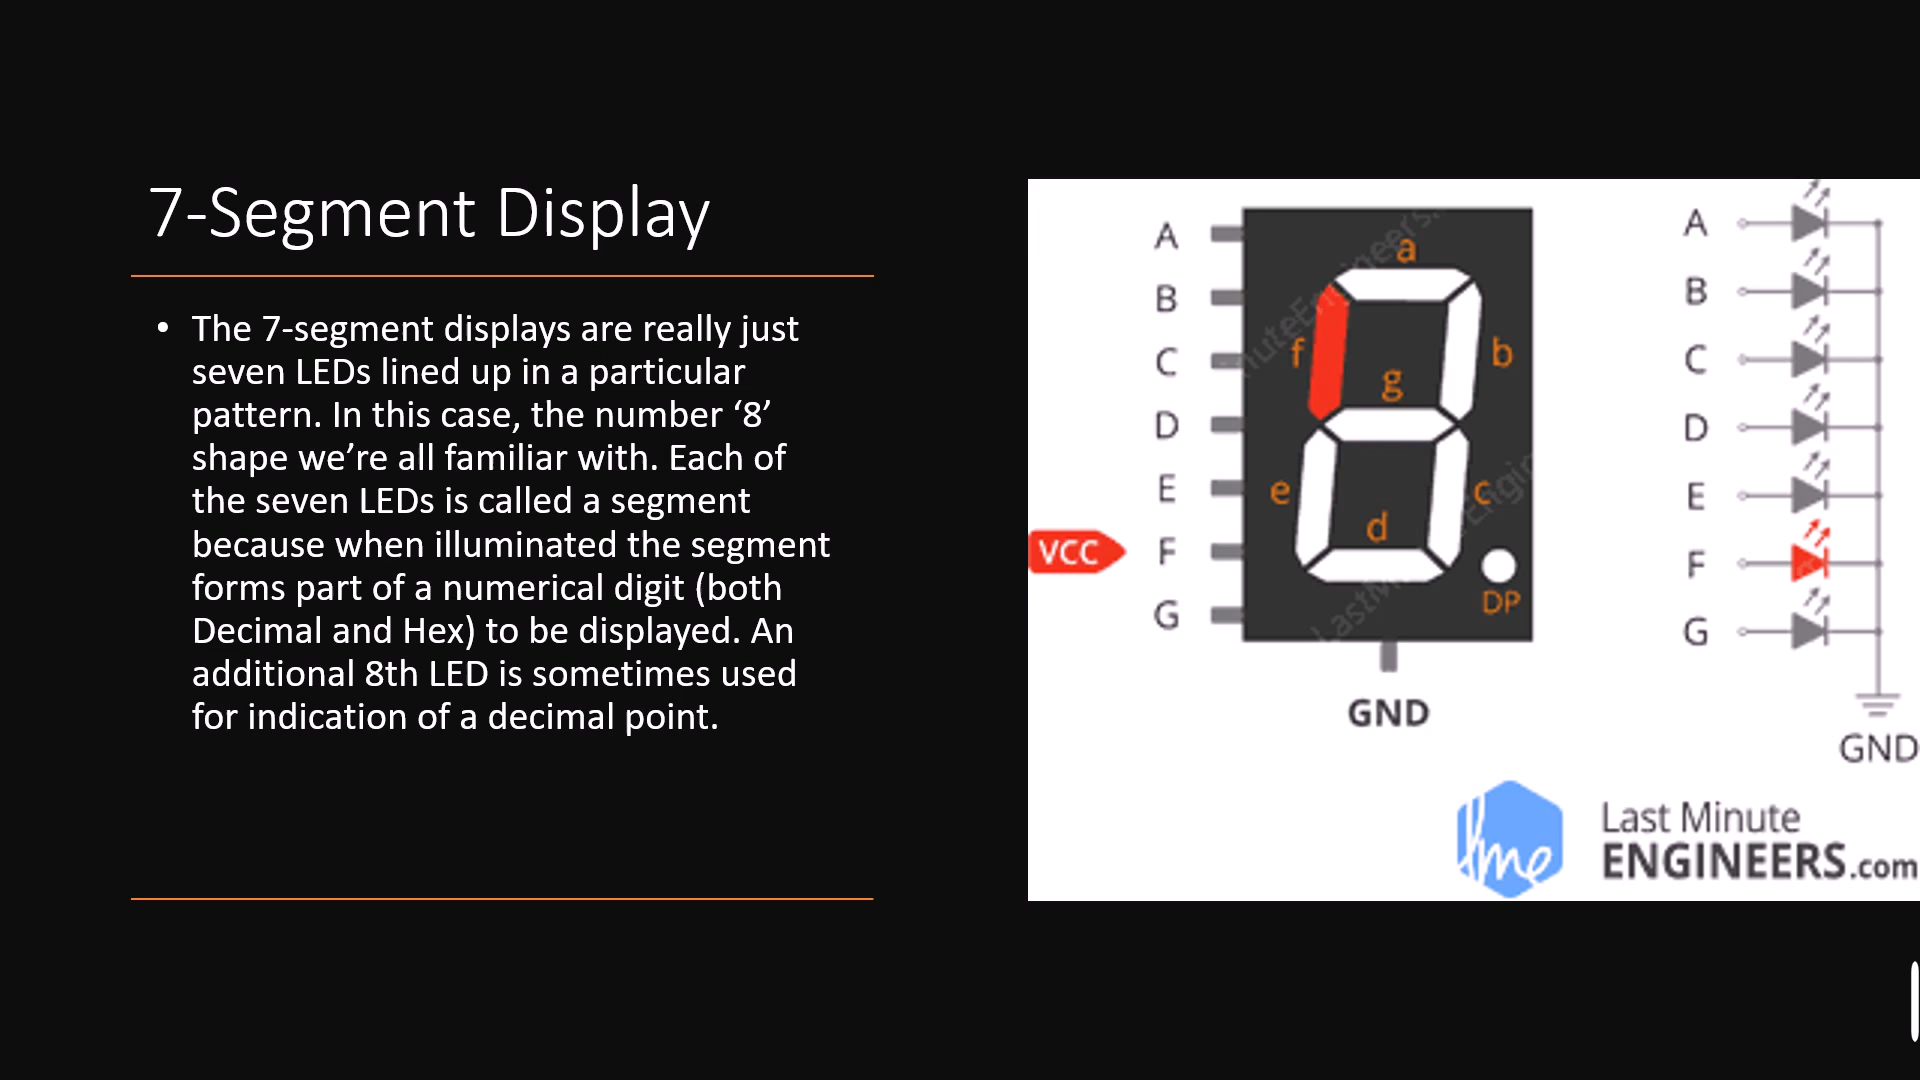 7-Segment Display
• The 7-segment displays are really just
seven LEDs lined up in a particular
pattern. In this case, the number ‘8’
shape we’re all familiar with. Each of
the seven LEDs is called a segment
because when illuminated the segment
forms part of a numerical digit (both
Decimal and Hex) to be displayed. An
additional 8th LED is sometimes used
for indication of a decimal point.
A
B
C
D
E
VCC F
G
a
f b
g
e c
d
DP
GND
A
B
C
D
E
F
G
GND
lme
Last Minute
ENGINEERS.com